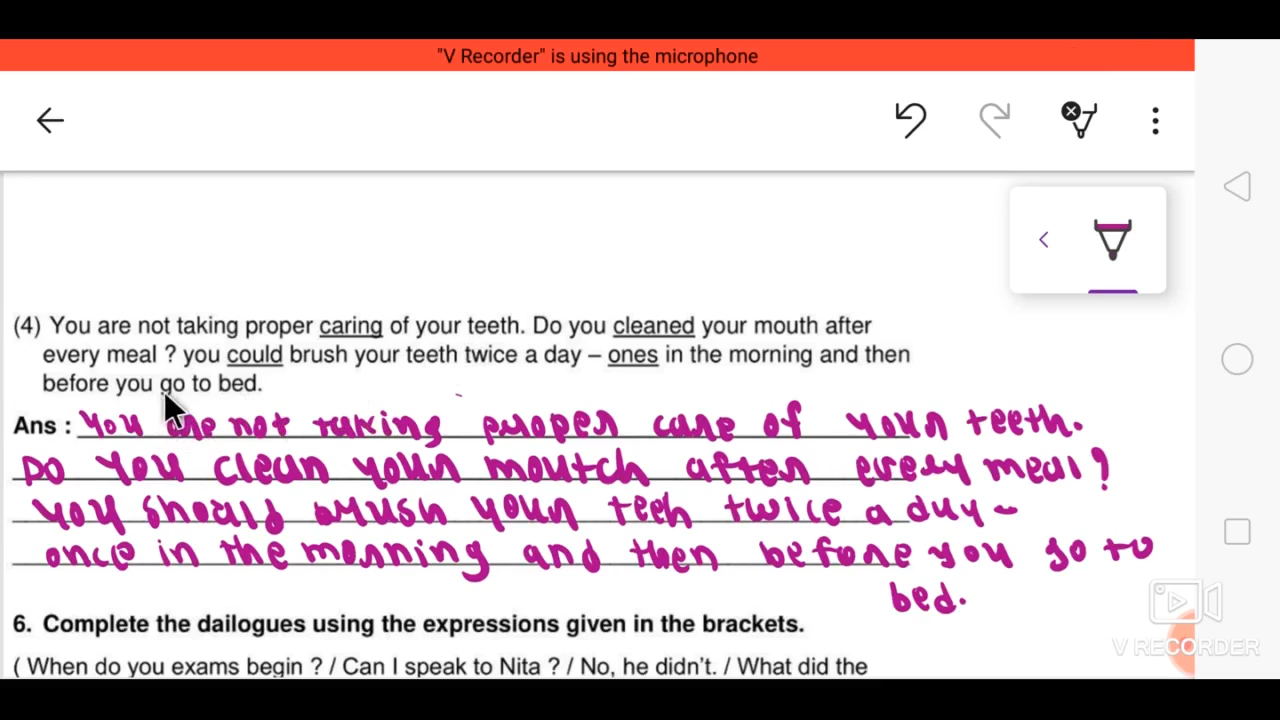 "V Recorder" is using the microphone
(4) You are not taking proper caring of your teeth. Do you cleaned your mouth after
every meal ? you could brush your teeth twice a day – ones in the morning and then
before you go to bed.
Ans : You are not taking proper care of your teeth.
Do you clean your moutch after every meal?
You should brush your teeh twice a day -
once in the morning and then before you go to
bed.
6. Complete the dailogues using the expressions given in the brackets.
( When do you exams begin ? / Can I speak to Nita ? / No, he didn't. / What did the
V RECORDER